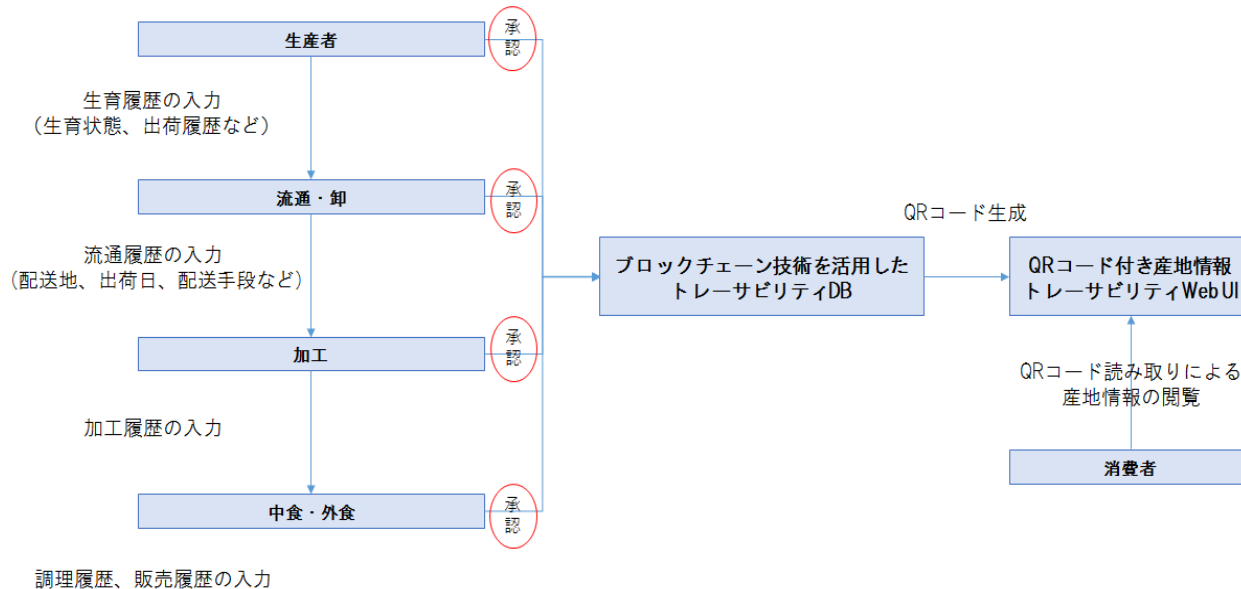 生産者
承
認
生育履歴の入力
（生育状態、出荷履歴など）
流通・卸
承
認
流通履歴の入力
（配送地、出荷日、配送手段など）
加工
承
認
加工履歴の入力
中食・外食
承
認
調理履歴、販売履歴の入力
ブロックチェーン技術を活用した
トレーサビリティDB
QRコード生成
QRコード付き産地情報
トレーサビリティWeb UI
QRコード読み取りによる
産地情報の閲覧
消費者